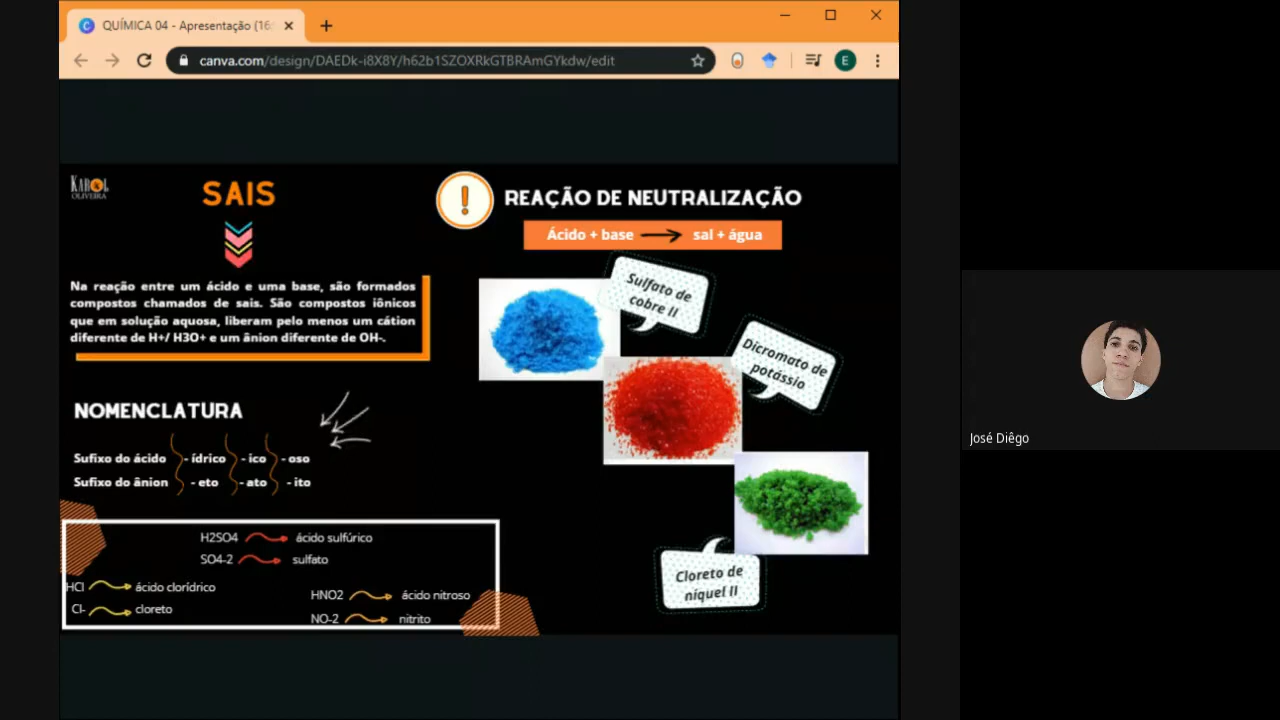 QUÍMICA 04 - Apresentação (16:
canva.com/design/DAEDk-i8X8Y/h62b1SZOXRkGTBRAmGYkdw/edit
E
KAROL
OLIVEIRA
SAIS
Na reação entre um ácido e uma base, são formados
compostos chamados de sais. São compostos iônicos
que em solução aquosa, liberam pelo menos um cátion
diferente de H+/ H3O+ e um ânion diferente de OH-.
NOMENCLATURA
Sufixo do ácido - ídrico - ico - oso
Sufixo do ânion - eto - ato - ito
H2SO4 ácido sulfúrico
SO4-2 sulfato
HCl ácido clorídrico
Cl- cloreto
HNO2 ácido nitroso
NO-2 nitrito
! REAÇÃO DE NEUTRALIZAÇÃO
Ácido + base sal + água
Sulfato de
cobre II
Dicromato de
potássio
Cloreto de
níquel II
José Diêgo